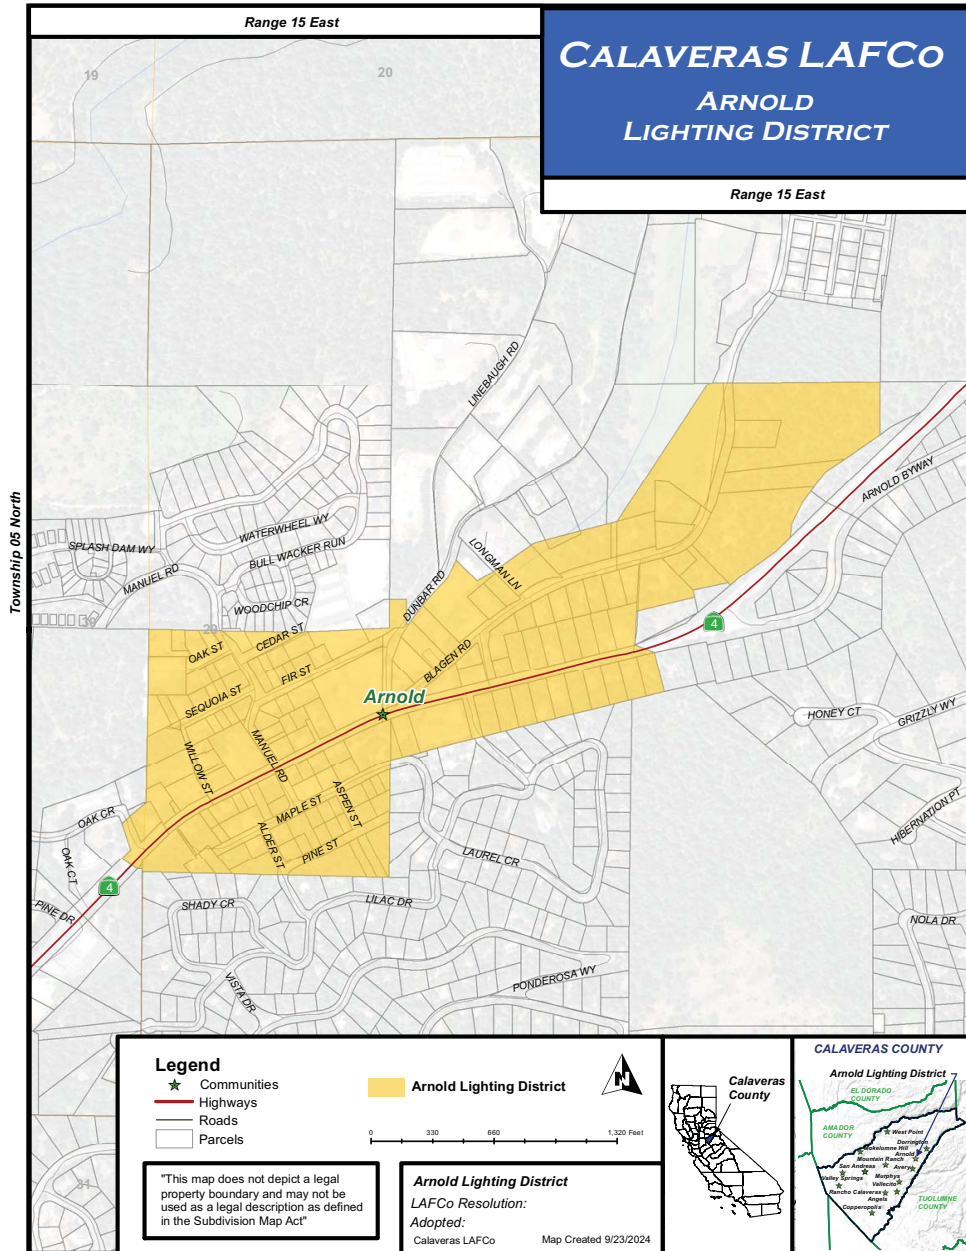 Range 15 East
CALAVERAS LAFCO
ARNOLD
LIGHTING DISTRICT
Range 15 East
19
20
Township 05 North
LINEBAUGH RD
ARNOLD BYWAY
WATERWHEEL WY
SPLASH DAM WY
BULL WACKER RUN
MANUEL RD
LONGMAN LN
WOODCHIP CR
DUNBAR RD
30
29
4
CEDAR ST
OAK ST
BLAGEN RD
FIR ST
SEQUOIA ST
Arnold
HONEY CT
GRIZZLY WY
WILLOW ST
MANUEL RD
ASPEN ST
MAPLE ST
HIBERNATION PT
OAK CR
ALDER ST
PINE ST
OAK CT
LAUREL CR
4
PINE DR
SHADY CR
LILAC DR
NOLA DR
VISTA DR
PONDEROSA WY
31
Legend
Communities
Highways
Roads
Parcels
Arnold Lighting District
N
0 330 660 1,320 Feet
"This map does not depict a legal
property boundary and may not be
used as a legal description as defined
in the Subdivision Map Act"
Arnold Lighting District
LAFCo Resolution:
Adopted:
Calaveras LAFCo Map Created 9/23/2024
Calaveras
County
CALAVERAS COUNTY
Arnold Lighting District
EL DORADO
COUNTY
AMADOR
COUNTY
West Point
Dorrington
Mokelumne Hill
Arnold
Mountain Ranch
San Andreas
Avery
Valley Springs
Murphys
Vallecito
Rancho Calaveras
Angels
Copperopolis
TUOLUMNE
COUNTY